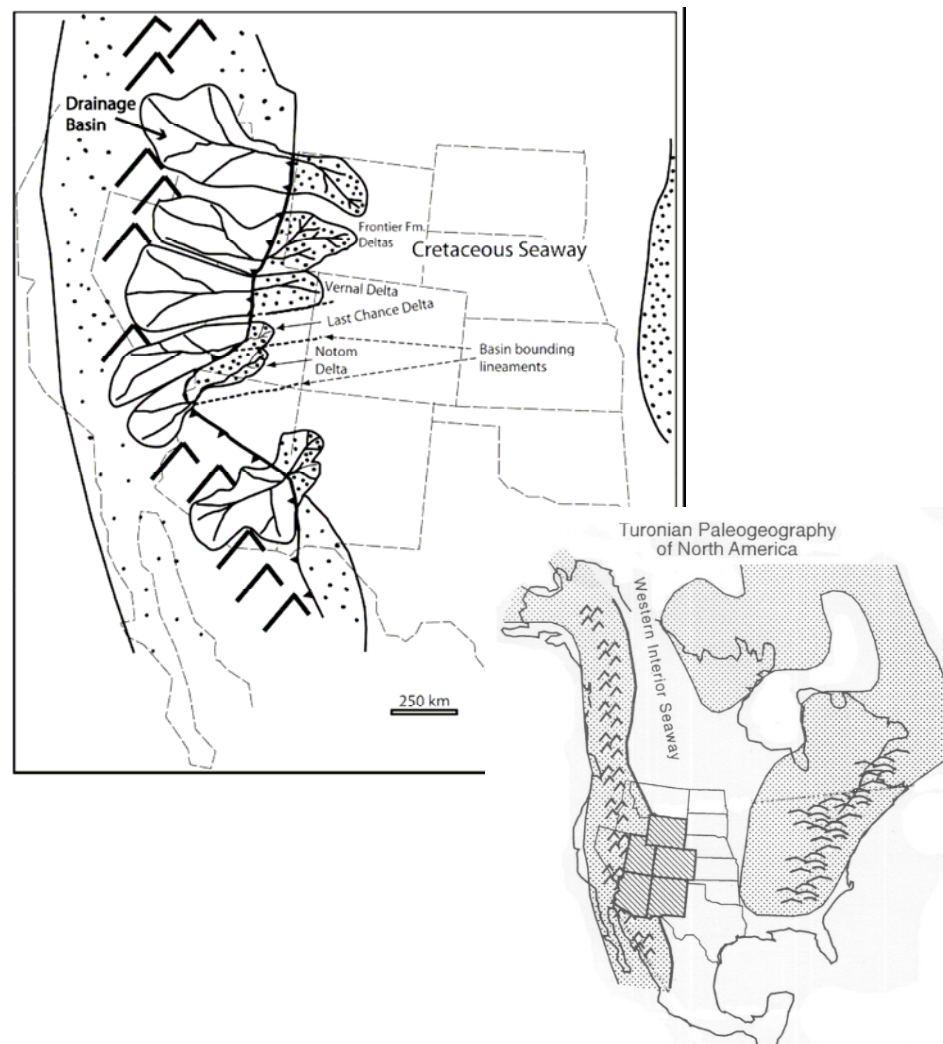 Drainage
Basin
Frontier Fm.
Deltas
Cretaceous Seaway
Vernal Delta
Last Chance Delta
Notom
Delta
Basin bounding
lineaments
250 km
Turonian Paleogeography
of North America
Western Interior Seaway